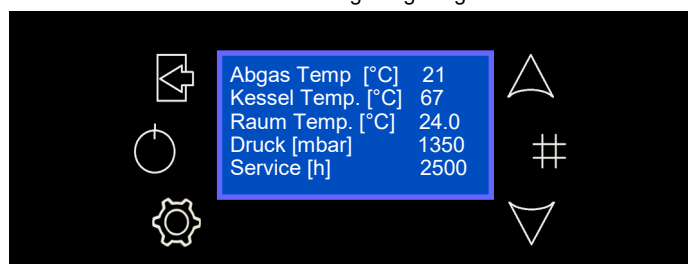 Abgas Temp [°C] 21
Kessel Temp. [°C] 67
Raum Temp. [°C] 24.0
Druck [mbar] 1350
Service [h] 2500